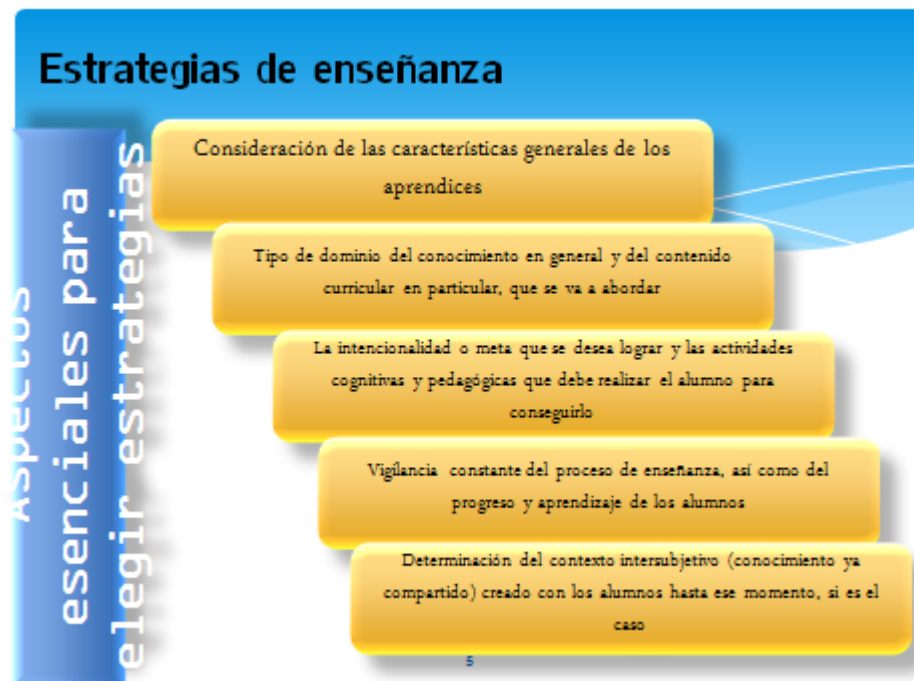 Estrategias de enseñanza
Aspectos
esenciales para
elegir estrategias
Consideración de las características generales de los
aprendices
Tipo de dominio del conocimiento en general y del contenido
curricular en particular, que se va a abordar
La intencionalidad o meta que se desea lograr y las actividades
cognitivas y pedagógicas que debe realizar el alumno para
conseguirlo
Vigilancia constante del proceso de enseñanza, así como del
progreso y aprendizaje de los alumnos
Determinación del contexto intersubjetivo (conocimiento ya
compartido) creado con los alumnos hasta ese momento, si es el
caso
5